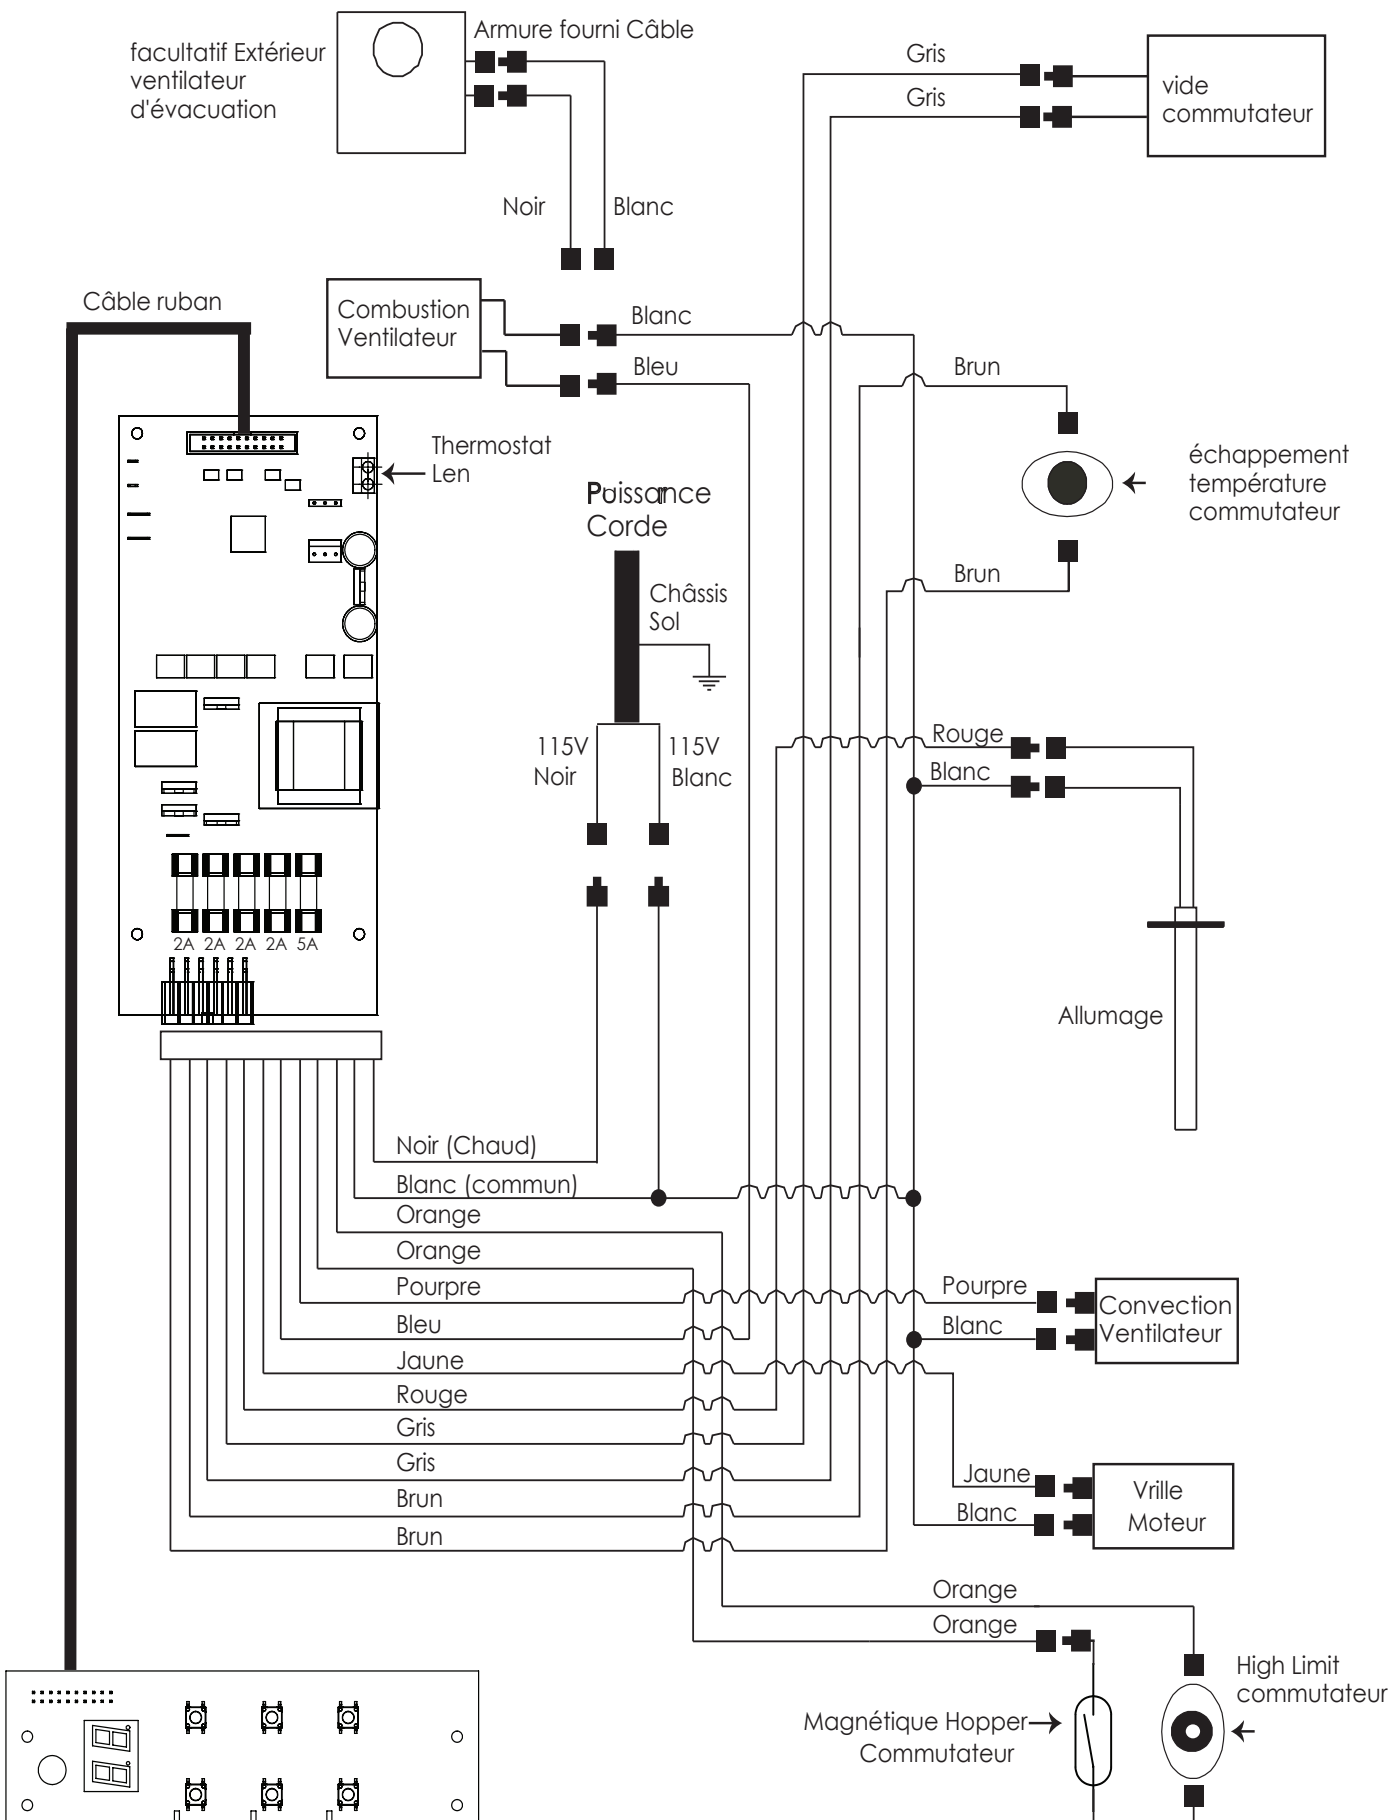 facultatif Extérieur
ventilateur
d'évacuation
Armure fourni Câble
Noir
Blanc
Gris
Gris
vide
commutateur
Câble ruban
Combustion
Ventilateur
Blanc
Bleu
Brun
Thermostat
Len
échappement
température
commutateur
Puissance
Corde
Châssis
Sol
Brun
115V
Noir
115V
Blanc
Rouge
Blanc
2A 2A 2A 2A 5A
Allumage
Noir (Chaud)
Blanc (commun)
Orange
Orange
Pourpre
Bleu
Jaune
Rouge
Gris
Gris
Brun
Brun
Pourpre
Blanc
Convection
Ventilateur
Jaune
Blanc
Vrille
Moteur
Orange
Orange
High Limit
commutateur
Magnétique Hopper
Commutateur